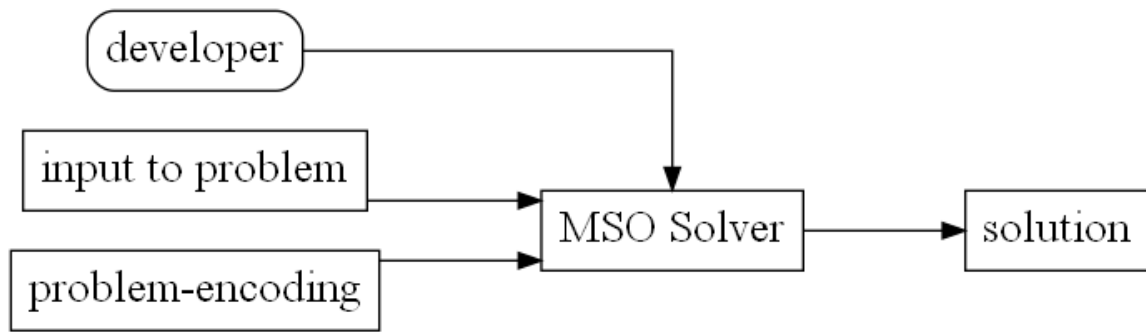 developer
input to problem
MSO Solver
solution
problem-encoding